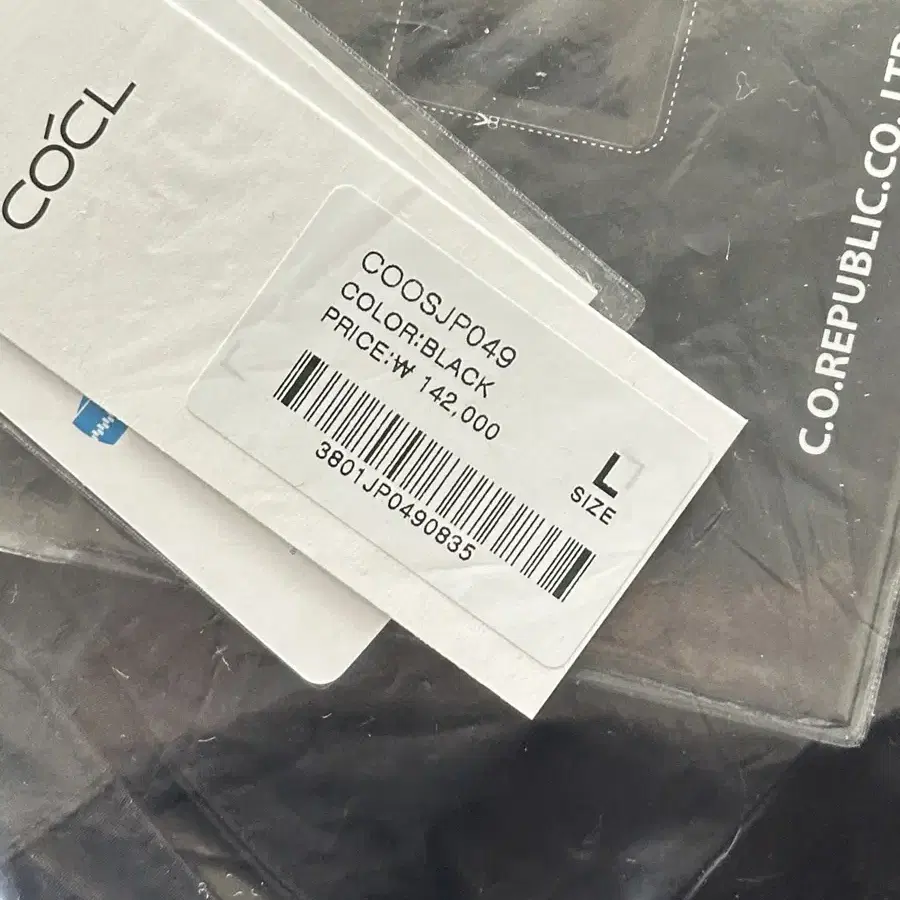 CÓCL
COOSJP049
COLOR:BLACK
PRICE:₩ 142,000
3801JP0490835
L
SIZE
C.O.REPUBLIC.CO.,LTD